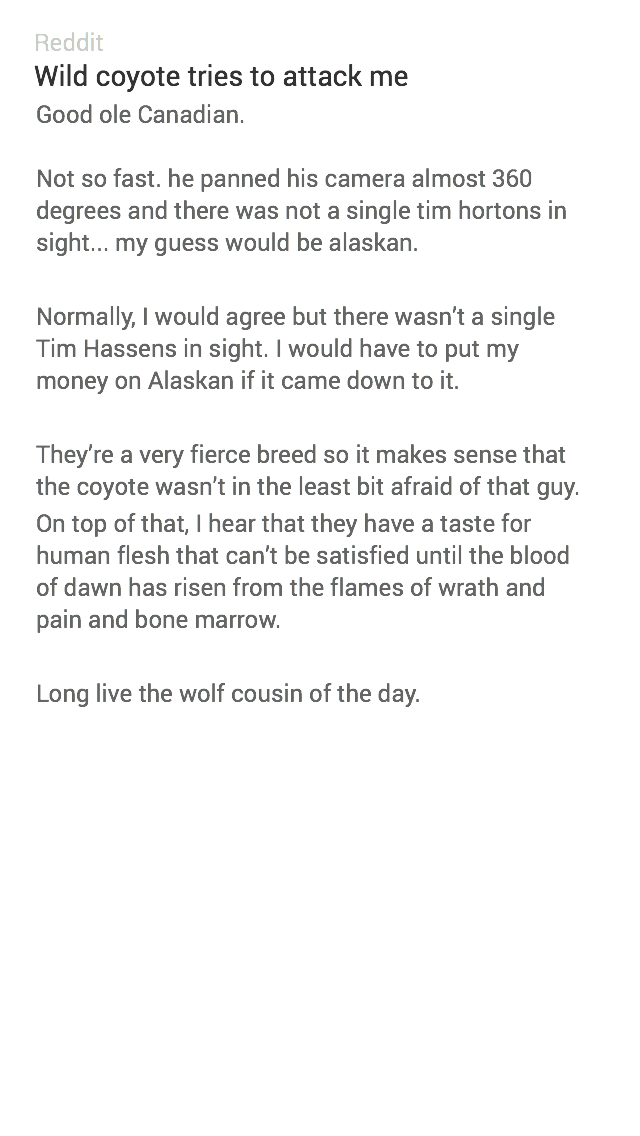 Reddit
Wild coyote tries to attack me
Good ole Canadian.
Not so fast. he panned his camera almost 360
degrees and there was not a single tim hortons in
sight... my guess would be alaskan.
Normally, I would agree but there wasn't a single
Tim Hassens in sight. I would have to put my
money on Alaskan if it came down to it.
They're a very fierce breed so it makes sense that
the coyote wasn't in the least bit afraid of that guy.
On top of that, I hear that they have a taste for
human flesh that can't be satisfied until the blood
of dawn has risen from the flames of wrath and
pain and bone marrow.
Long live the wolf cousin of the day.